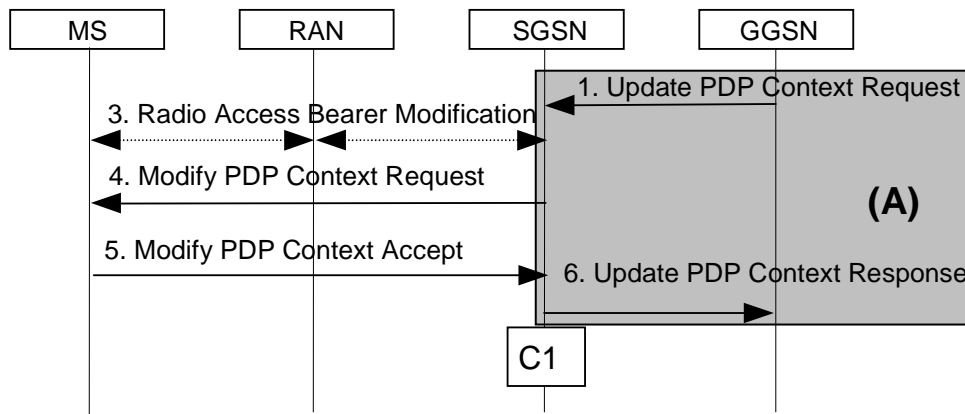 MS RAN SGSN GGSN
1. Update PDP Context Request
3. Radio Access Bearer Modification
4. Modify PDP Context Request
(A)
5. Modify PDP Context Accept
6. Update PDP Context Response
C1